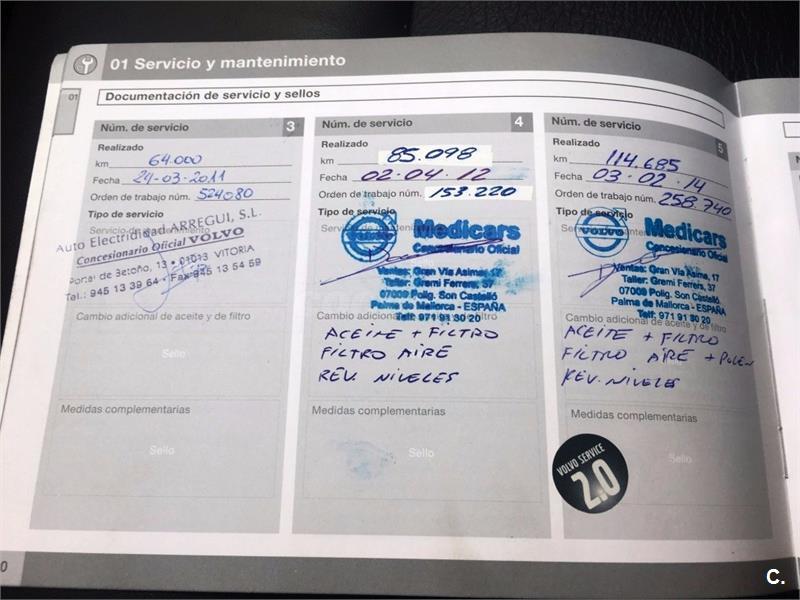 01 Servicio y mantenimiento
01
Documentación de servicio y sellos
Núm. de servicio 3
Realizado
km 64.000
Fecha 24-03-2011
Orden de trabajo núm. 524080
Tipo de servicio
Servicio de mantenimiento
Auto Electricidad ARREGUI, S.L.
Concesionario Oficial VOLVO
Portal de Betoño, 13 • 01013 VITORIA
Tel.: 945 13 39 64 • Fax 945 13 54 59
Cambio adicional de aceite y de filtro
Sello
Medidas complementarias
Sello
Núm. de servicio 4
Realizado
km 85.098
Fecha 02-04-12
Orden de trabajo núm. 153.220
Tipo de servicio
VOLVO Medicars
Concesionario Oficial
Ventas: Gran Vía Asima, 17
Taller: Gremi Ferrers, 37
07009 Polig. Son Castelló
Palma de Mallorca - ESPAÑA
Telf: 971 91 30 20
Cambio adicional de aceite y de filtro
ACEITE + FILTRO
FILTRO AIRE
REV. NIVELES
Medidas complementarias
Sello
Núm. de servicio 5
Realizado
km 114.685
Fecha 03-02-14
Orden de trabajo núm. 258.740
Tipo de servicio
VOLVO Medicars
Concesionario Oficial
Ventas: Gran Vía Asima, 17
Taller: Gremi Ferrers, 37
07009 Polig. Son Castelló
Palma de Mallorca - ESPAÑA
Telf: 971 91 30 20
Cambio adicional de aceite y de filtro
ACEITE + FILTRO
FILTRO AIRE + POLEN
REV. NIVELES
Medidas complementarias
Sello
VOLVO SERVICE
2.0
0
C.